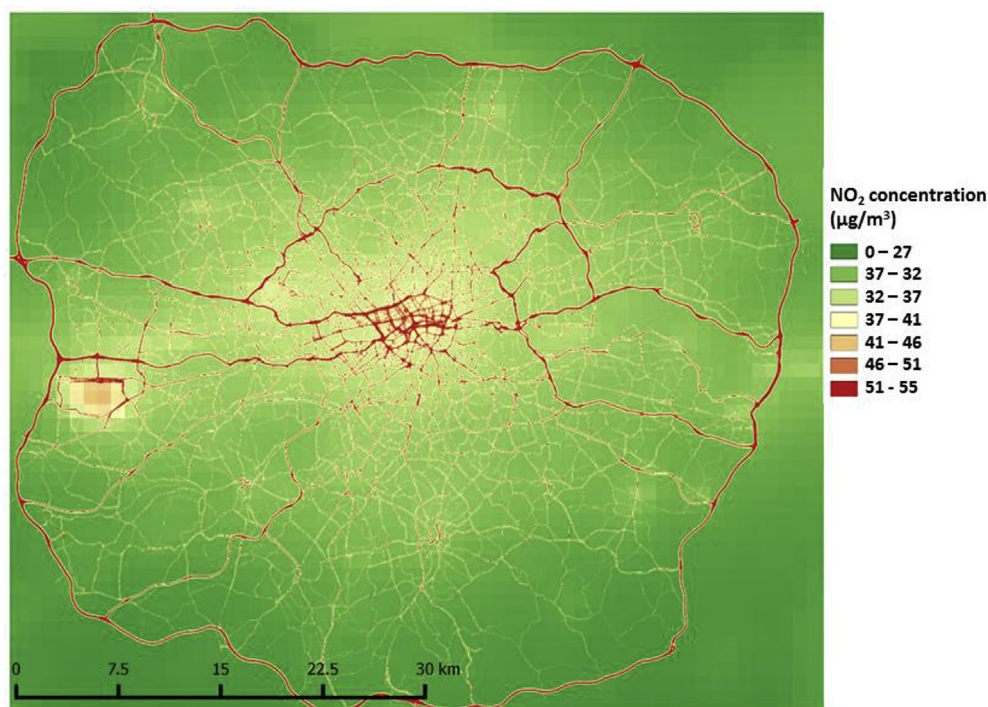 NO₂ concentration
(µg/m³)
0 – 27
37 – 32
32 – 37
37 – 41
41 – 46
46 – 51
51 - 55
0 7.5 15 22.5 30 km